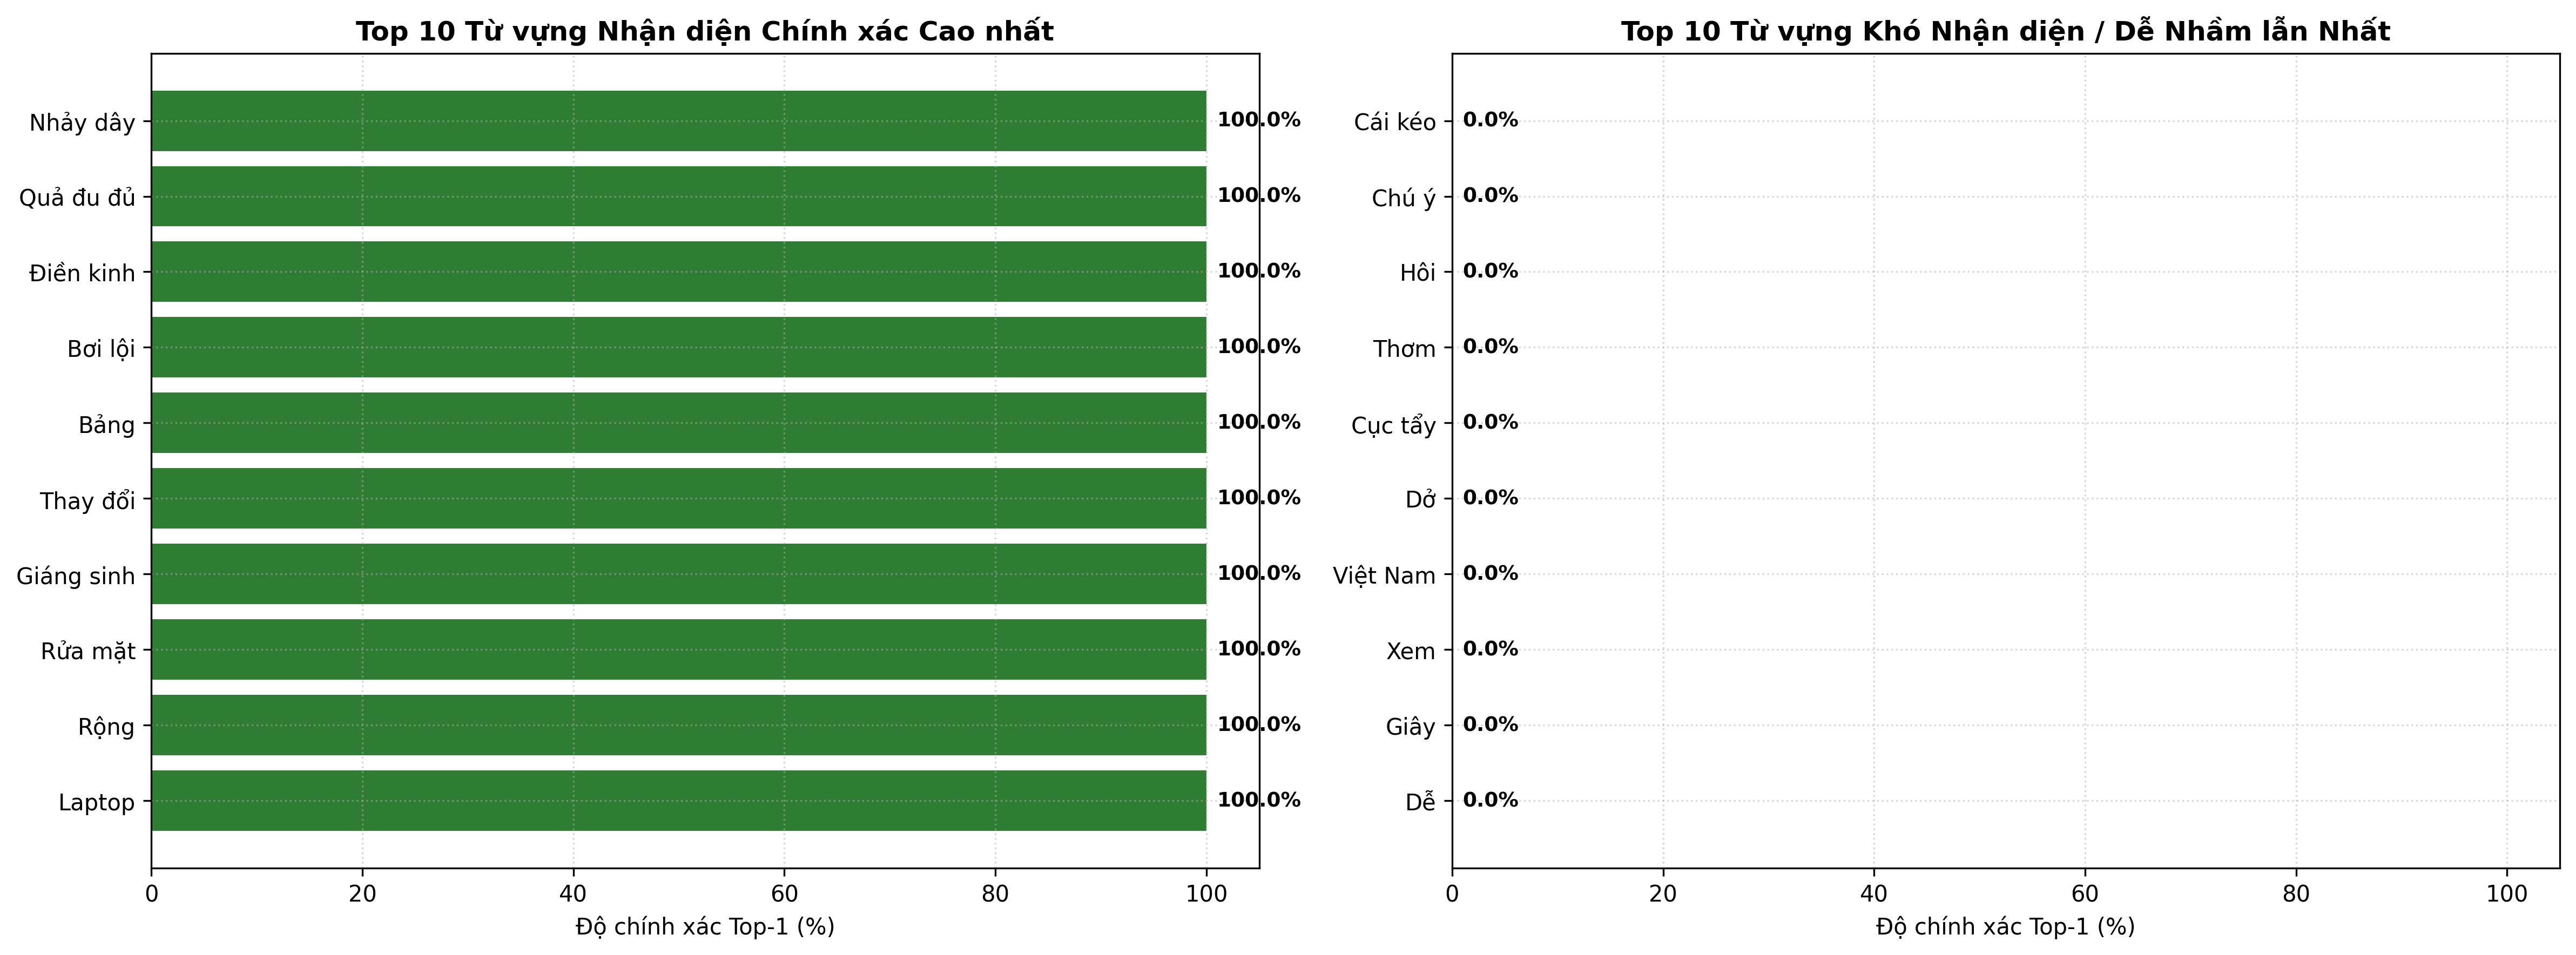 Top 10 Từ vựng Nhận diện Chính xác Cao nhất
Nhảy dây 100.0%
Quả đu đủ 100.0%
Điền kinh 100.0%
Bơi lội 100.0%
Bảng 100.0%
Thay đổi 100.0%
Giáng sinh 100.0%
Rửa mặt 100.0%
Rộng 100.0%
Laptop 100.0%
0 20 40 60 80 100
Độ chính xác Top-1 (%)
Top 10 Từ vựng Khó Nhận diện / Dễ Nhầm lẫn Nhất
Cái kéo 0.0%
Chú ý 0.0%
Hôi 0.0%
Thơm 0.0%
Cục tẩy 0.0%
Dở 0.0%
Việt Nam 0.0%
Xem 0.0%
Giây 0.0%
Dễ 0.0%
0 20 40 60 80 100
Độ chính xác Top-1 (%)